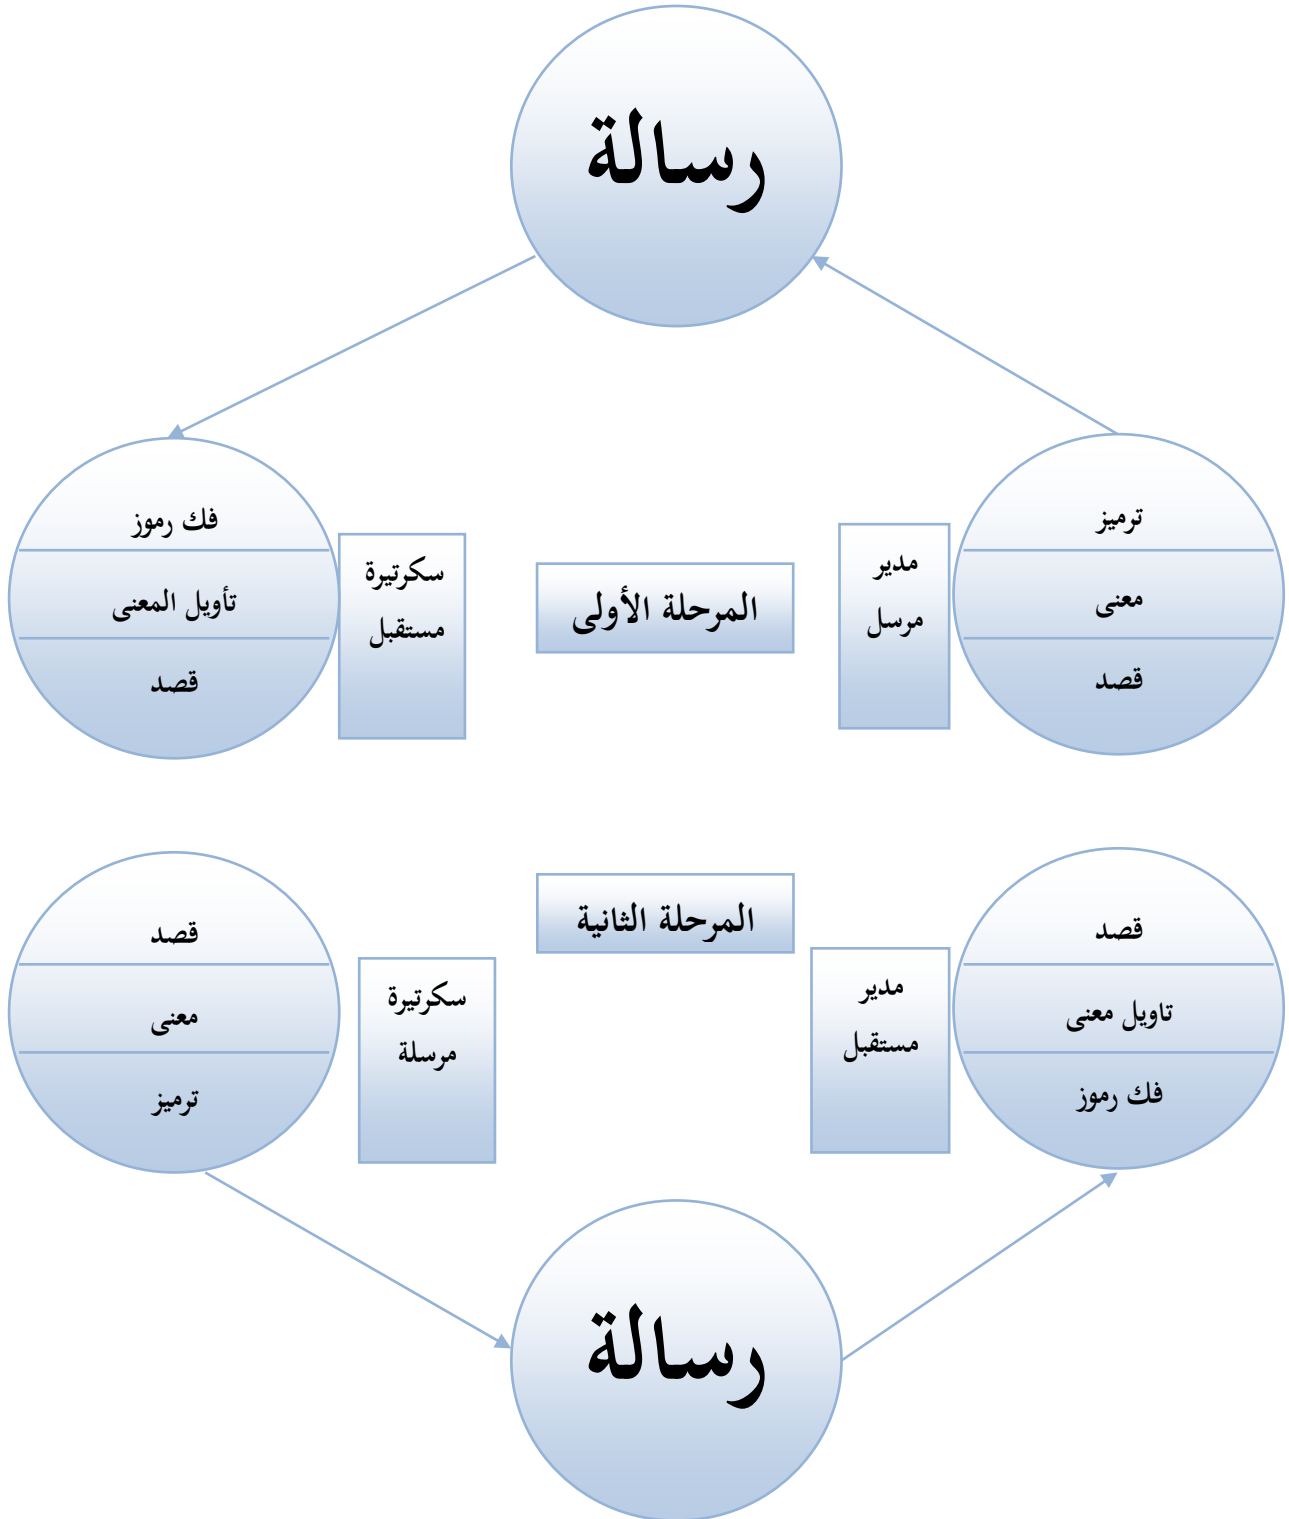 رسالة
ترميز
معنى
قصد
مدير
مرسل
المرحلة الأولى
سكرتيرة
مستقبل
فك رموز
تأويل المعنى
قصد
قصد
تاويل معنى
فك رموز
مدير
مستقبل
المرحلة الثانية
سكرتيرة
مرسلة
قصد
معنى
ترميز
رسالة